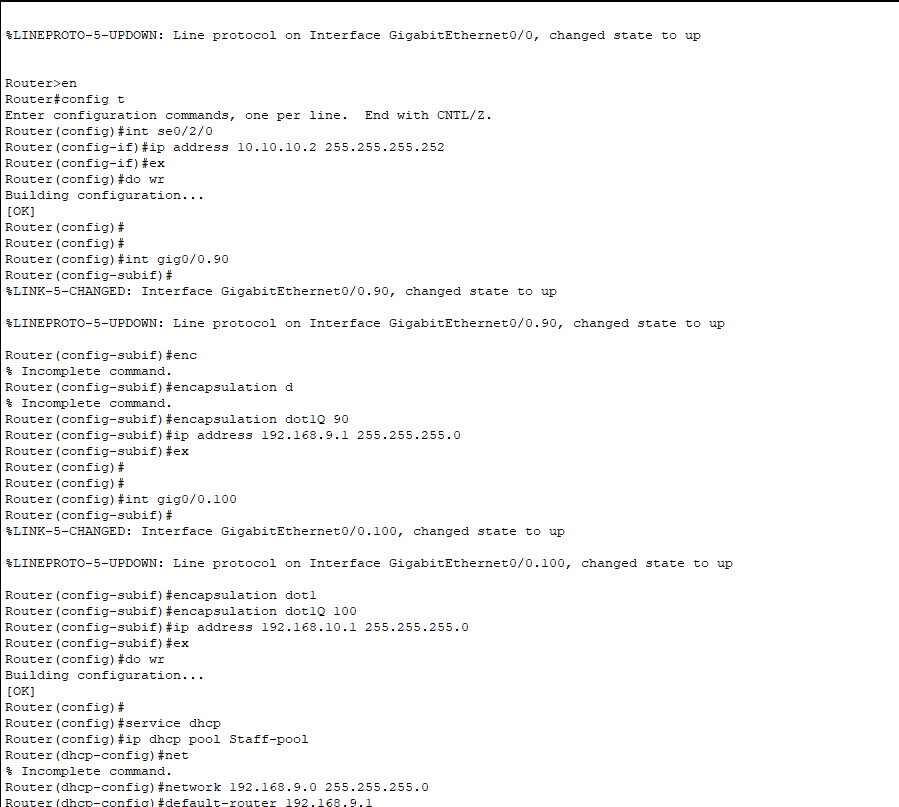 %LINEPROTO-5-UPDOWN: Line protocol on Interface GigabitEthernet0/0, changed state to up
Router>en
Router#config t
Enter configuration commands, one per line.  End with CNTL/Z.
Router(config)#int se0/2/0
Router(config-if)#ip address 10.10.10.2 255.255.255.252
Router(config-if)#ex
Router(config)#do wr
Building configuration...
[OK]
Router(config)#
Router(config)#
Router(config)#int gig0/0.90
Router(config-subif)#
%LINK-5-CHANGED: Interface GigabitEthernet0/0.90, changed state to up
%LINEPROTO-5-UPDOWN: Line protocol on Interface GigabitEthernet0/0.90, changed state to up
Router(config-subif)#enc
% Incomplete command.
Router(config-subif)#encapsulation d
% Incomplete command.
Router(config-subif)#encapsulation dot1Q 90
Router(config-subif)#ip address 192.168.9.1 255.255.255.0
Router(config-subif)#ex
Router(config)#
Router(config)#
Router(config)#int gig0/0.100
Router(config-subif)#
%LINK-5-CHANGED: Interface GigabitEthernet0/0.100, changed state to up
%LINEPROTO-5-UPDOWN: Line protocol on Interface GigabitEthernet0/0.100, changed state to up
Router(config-subif)#encapsulation dot1
Router(config-subif)#encapsulation dot1Q 100
Router(config-subif)#ip address 192.168.10.1 255.255.255.0
Router(config-subif)#ex
Router(config)#do wr
Building configuration...
[OK]
Router(config)#
Router(config)#service dhcp
Router(config)#ip dhcp pool Staff-pool
Router(dhcp-config)#net
% Incomplete command.
Router(dhcp-config)#network 192.168.9.0 255.255.255.0
Router(dhcp-config)#default-router 192.168.9.1